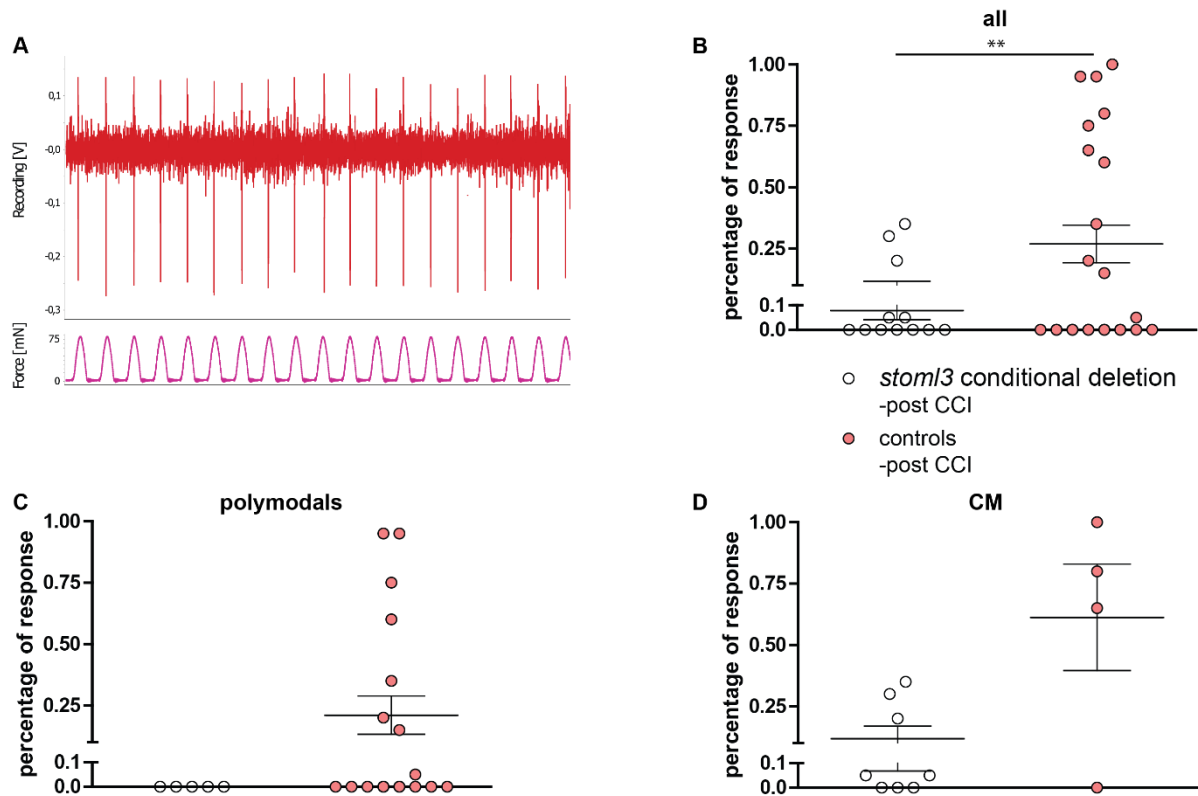 A
Recording [V]
0,1
-0,0
-0,1
-0,2
-0,3
Force [mN]
75
0
B
all
**
percentage of response
1.00
0.75
0.50
0.25
0.1
0.0
stoml3 conditional deletion
-post CCI
controls
-post CCI
C
polymodals
percentage of response
1.00
0.75
0.50
0.25
0.1
0.0
D
CM
percentage of response
1.00
0.75
0.50
0.25
0.1
0.0